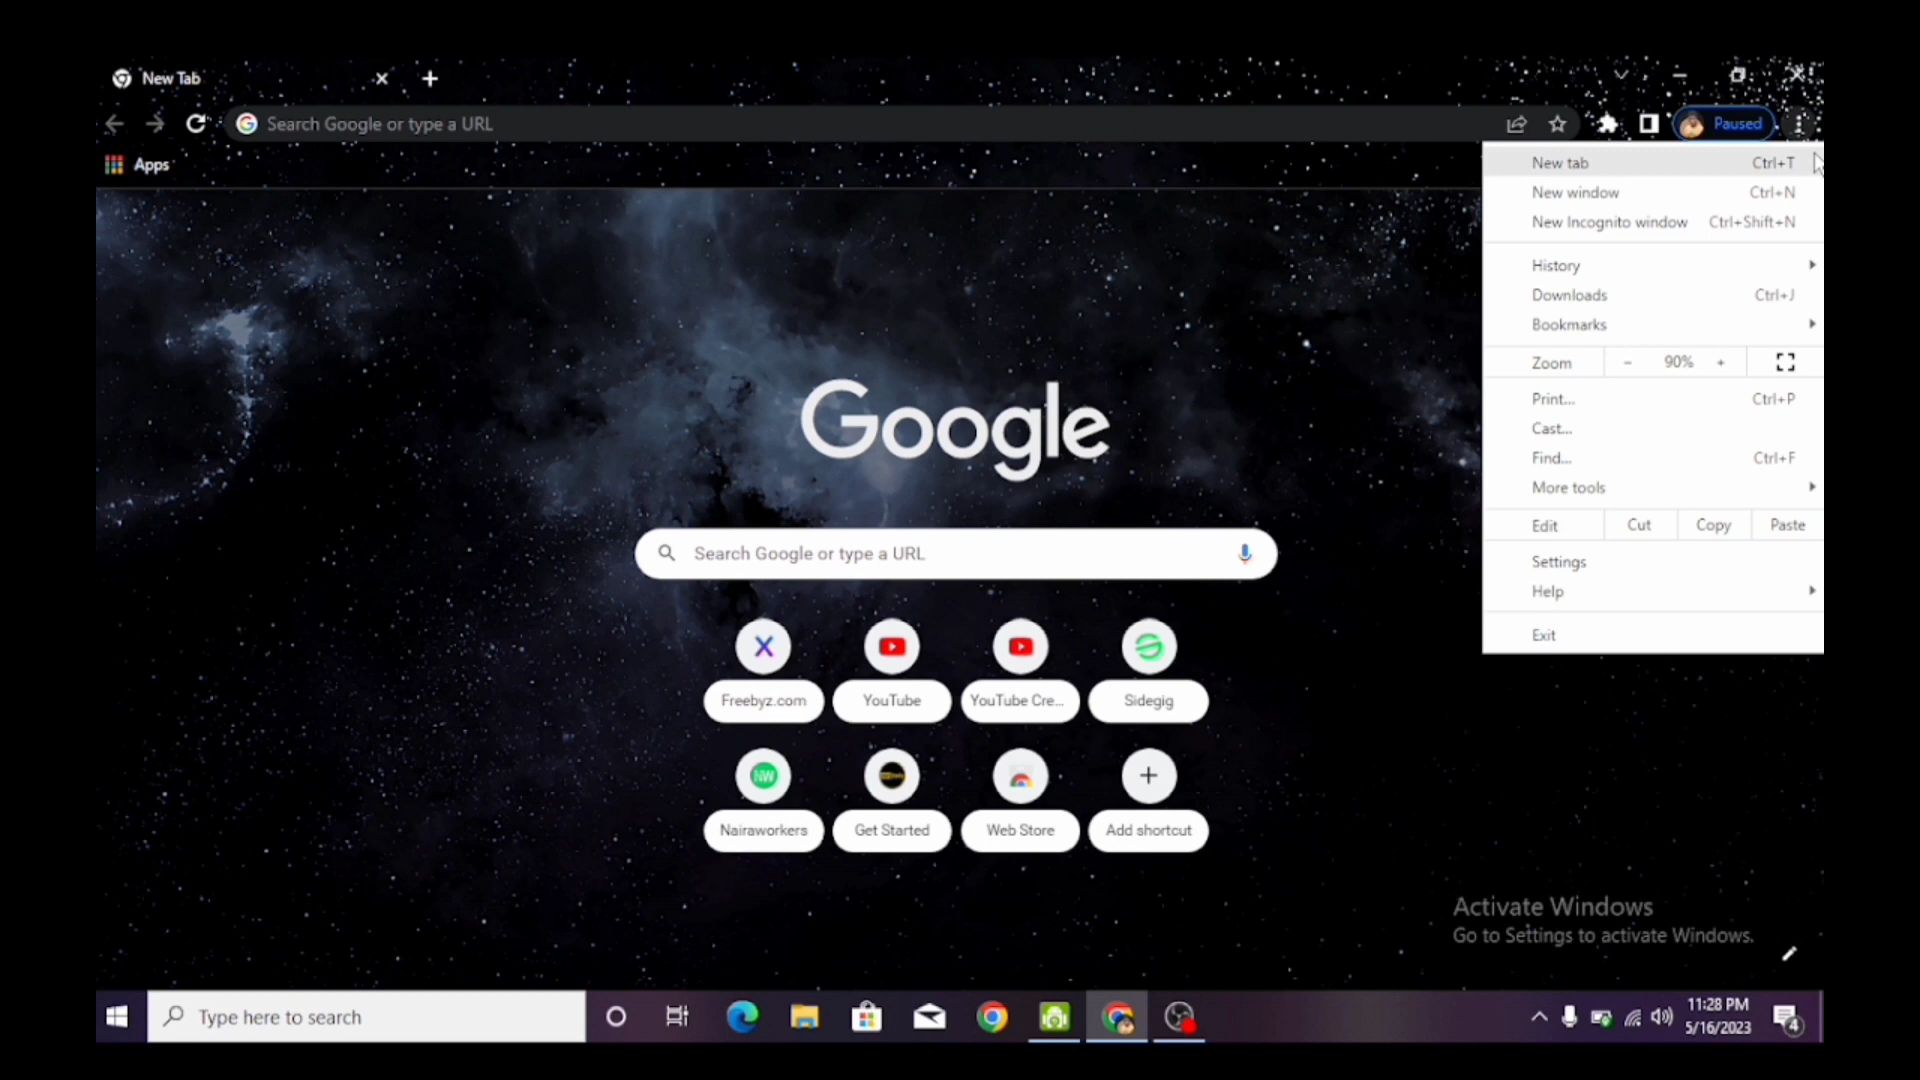 New Tab
Search Google or type a URL
Paused
Apps
New tab Ctrl+T
New window Ctrl+N
New Incognito window Ctrl+Shift+N
History
Downloads Ctrl+J
Bookmarks
Zoom - 90% +
Print... Ctrl+P
Cast...
Find... Ctrl+F
More tools
Edit Cut Copy Paste
Settings
Help
Exit
Google
Search Google or type a URL
X
Freebyz.com YouTube YouTube Cre... Sidegig
NW
Nairaworkers Get Started Web Store Add shortcut
Activate Windows
Go to Settings to activate Windows.
Type here to search
11:28 PM
5/16/2023
4